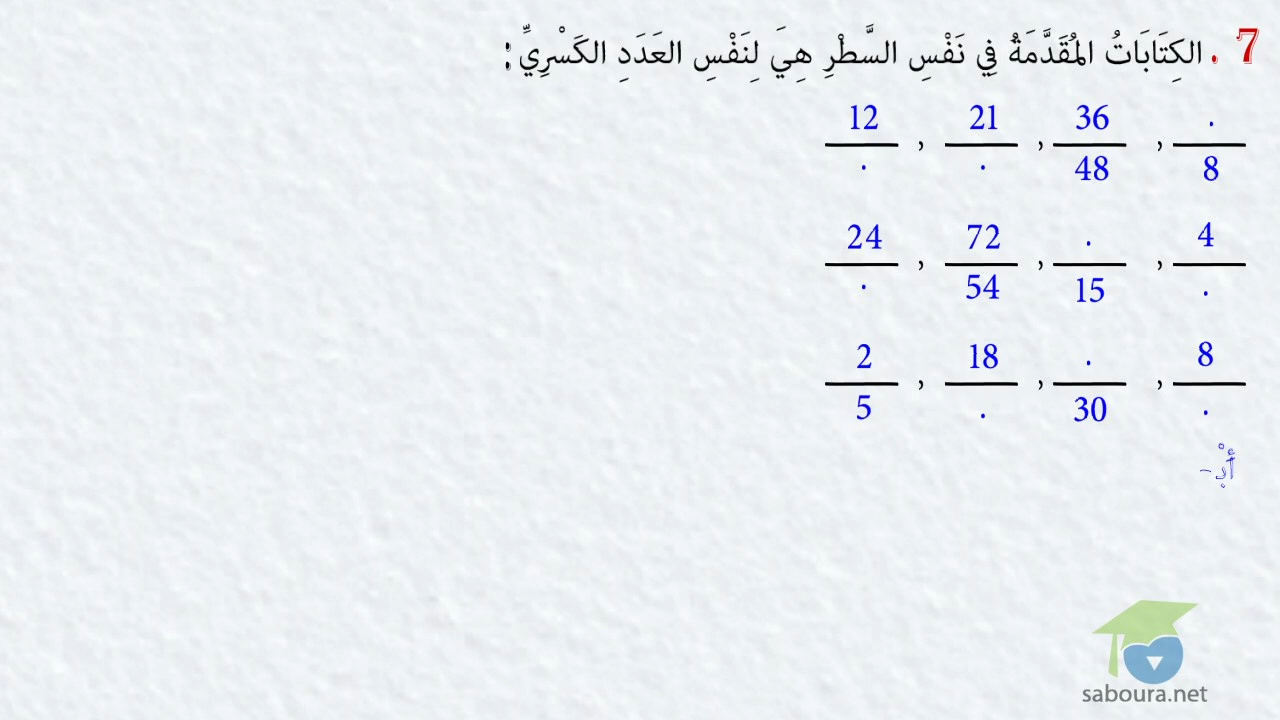 7 . الكِتَابَاتُ المُقَدَّمَةُ فِي نَفْسِ السَّطْرِ هِيَ لِنَفْسِ العَدَدِ الكَسْرِيِّ :
12/. , 21/. , 36/48 , ./8
24/. , 72/54 , ./15 , 4/.
2/5 , 18/. , ./30 , 8/.
saboura.net